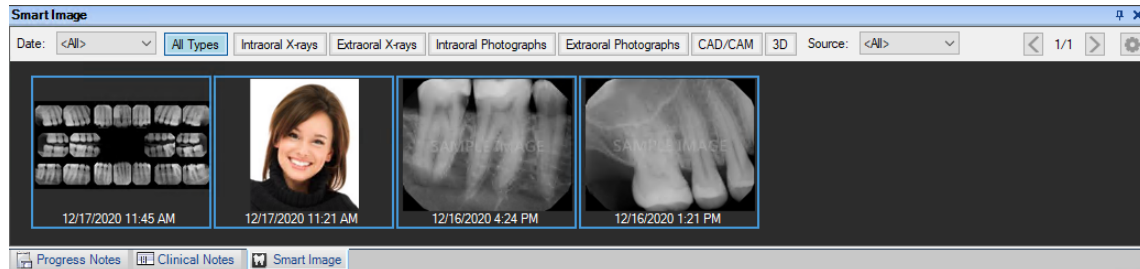 Smart Image
Date: <All> All Types Intraoral X-rays Extraoral X-rays Intraoral Photographs Extraoral Photographs CAD/CAM 3D Source: <All> 1/1
SAMPLE IMAGE SAMPLE IMAGE
12/17/2020 11:45 AM 12/17/2020 11:21 AM 12/16/2020 4:24 PM 12/16/2020 1:21 PM
Progress Notes Clinical Notes Smart Image